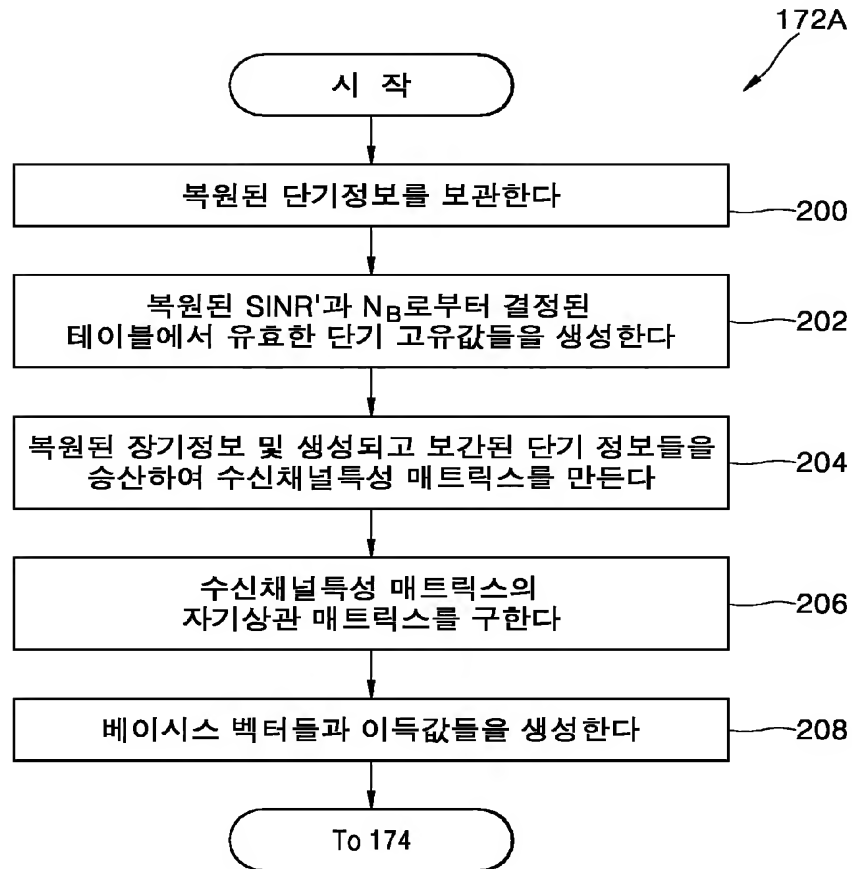 172A
시 작
복원된 단기정보를 보관한다
200
복원된 SINR'과 N_B로부터 결정된
테이블에서 유효한 단기 고유값들을 생성한다
202
복원된 장기정보 및 생성되고 보간된 단기 정보들을
승산하여 수신채널특성 매트릭스를 만든다
204
수신채널특성 매트릭스의
자기상관 매트릭스를 구한다
206
베이시스 벡터들과 이득값들을 생성한다
208
To 174